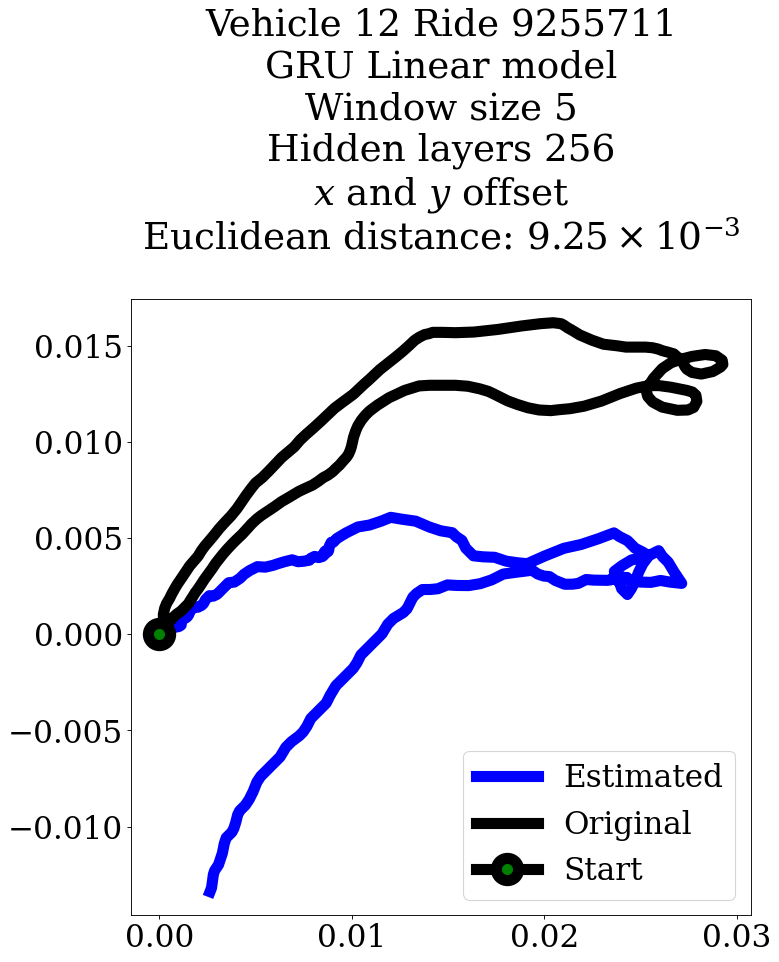 Vehicle 12 Ride 9255711
GRU Linear model
Window size 5
Hidden layers 256
x and y offset
Euclidean distance: 9.25 × 10⁻³
0.015
0.010
0.005
0.000
−0.005
−0.010
Estimated
Original
Start
0.00 0.01 0.02 0.03